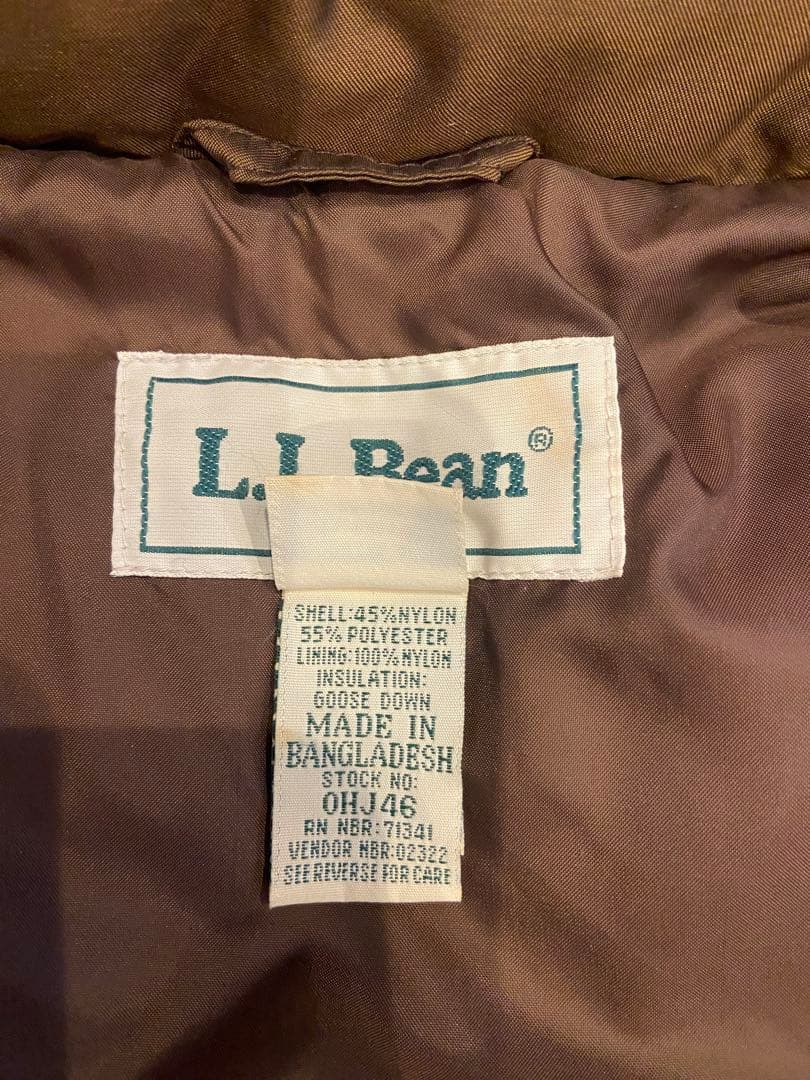 L.L.Bean®
SHELL:45%NYLON
55% POLYESTER
LINING:100%NYLON
INSULATION:
GOOSE DOWN
MADE IN
BANGLADESH
STOCK NO:
0HJ46
RN NBR:71341
VENDOR NBR:02322
SEE REVERSE FOR CARE